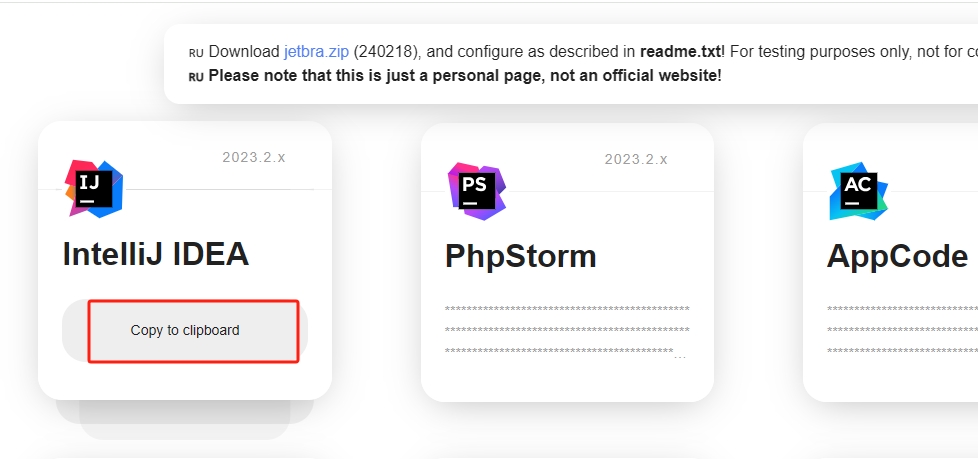 RU Download jetbra.zip (240218), and configure as described in readme.txt! For testing purposes only, not for
RU Please note that this is just a personal page, not an official website!
2023.2.x
2023.2.x
IJ
PS
AC
IntelliJ IDEA
PhpStorm
AppCode
Copy to clipboard